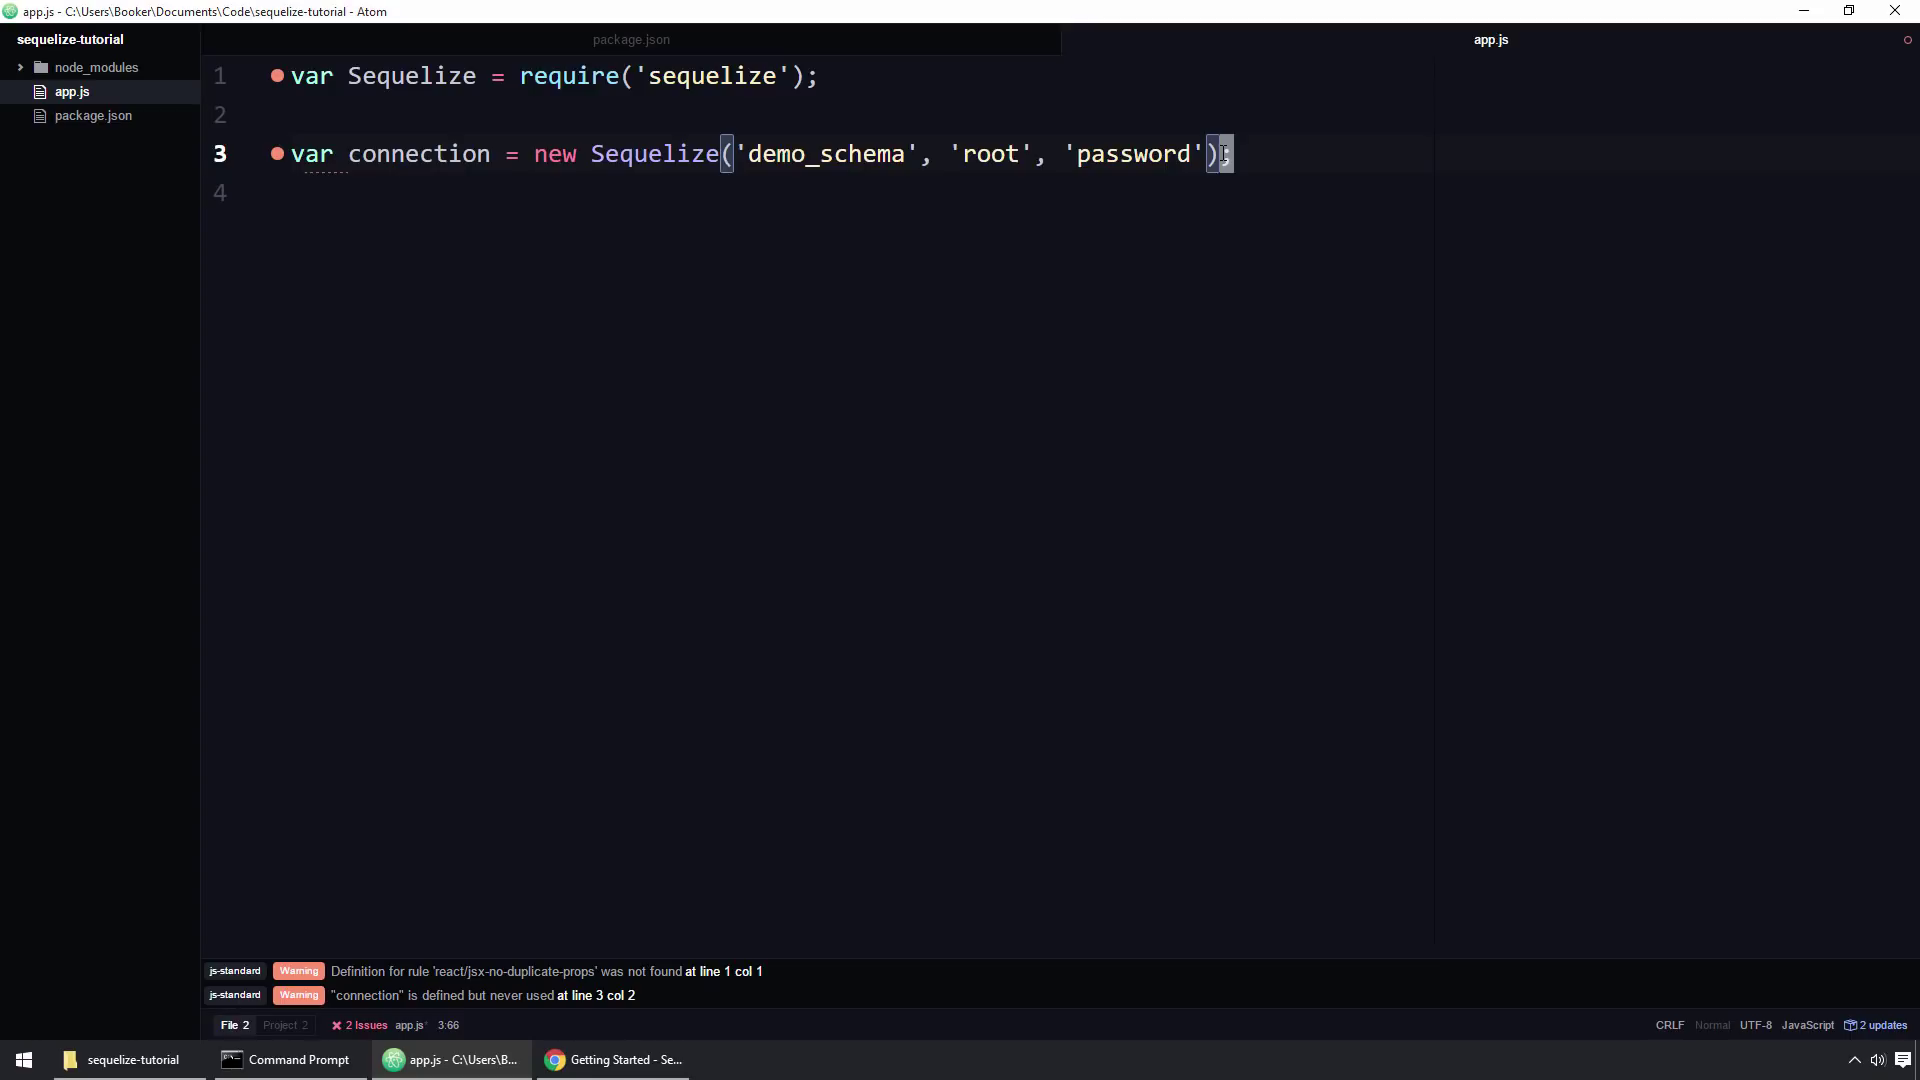 app.js - C:\Users\Booker\Documents\Code\sequelize-tutorial - Atom
sequelize-tutorial
node_modules
app.js
package.json
package.json
app.js
1 var Sequelize = require('sequelize');
2
3 var connection = new Sequelize('demo_schema', 'root', 'password');
4
js-standard Warning Definition for rule 'react/jsx-no-duplicate-props' was not found at line 1 col 1
js-standard Warning "connection" is defined but never used at line 3 col 2
File 2 Project 2 2 Issues app.js* 3:66 CRLF Normal UTF-8 JavaScript 2 updates
sequelize-tutorial Command Prompt app.js - C:\Users\B... Getting Started - Se...